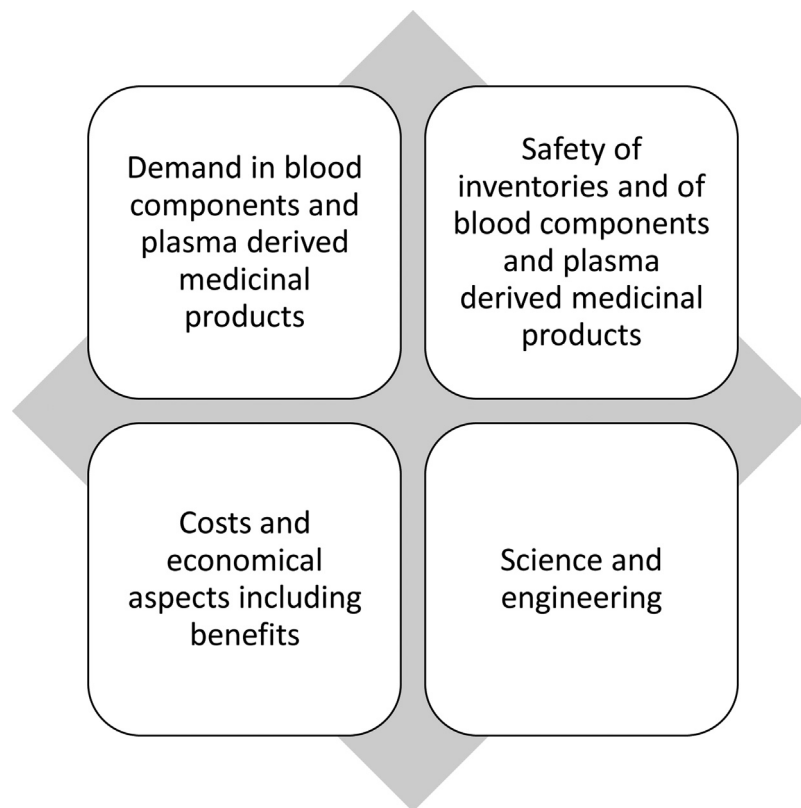 Demand in blood
components and
plasma derived
medicinal
products
Safety of
inventories and of
blood components
and plasma
derived medicinal
products
Costs and
economical
aspects including
benefits
Science and
engineering